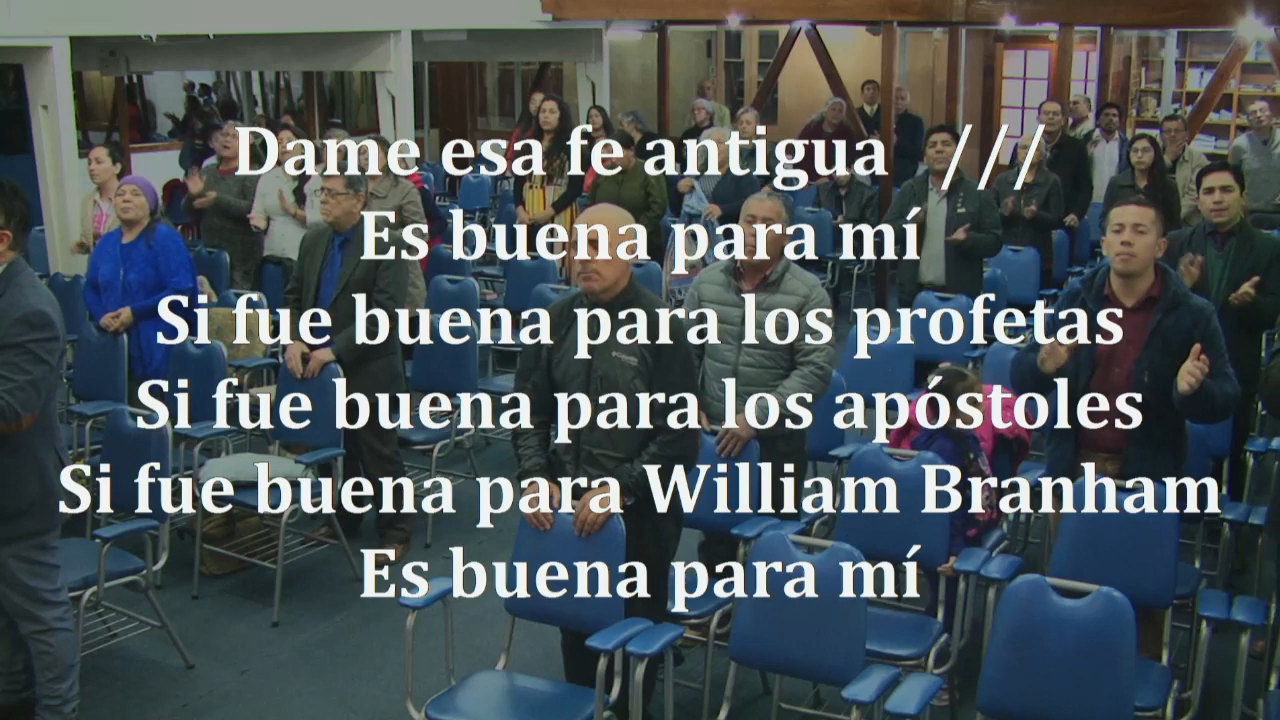 Dame esa fe antigua ///
Es buena para mí
Si fue buena para los profetas
Si fue buena para los apóstoles
Si fue buena para William Branham
Es buena para mí